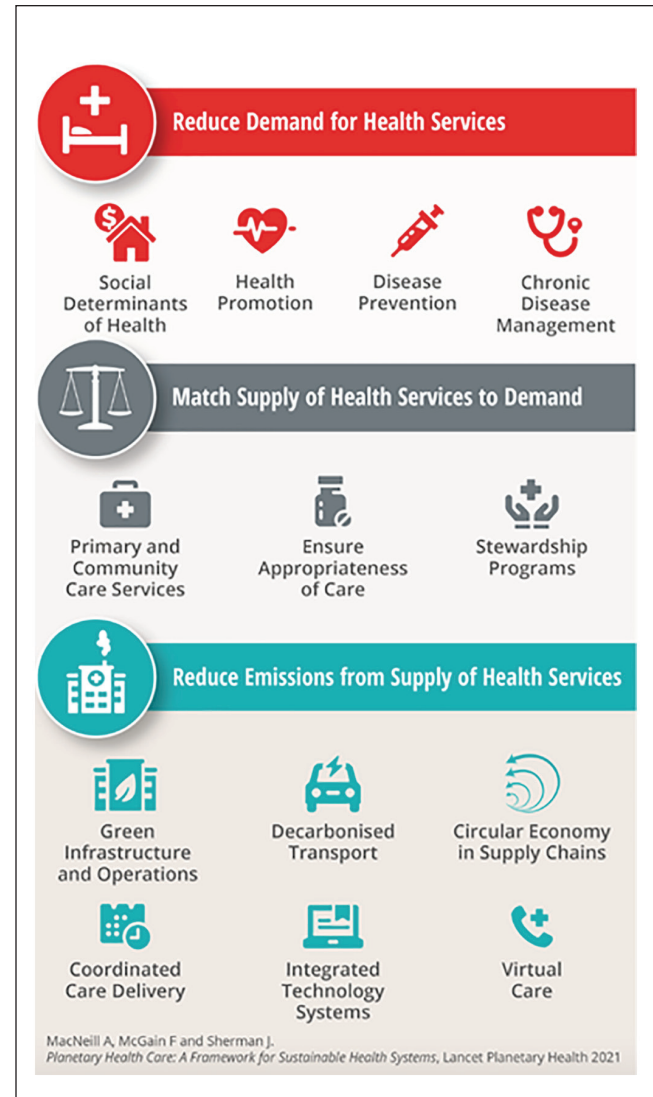 Reduce Demand for Health Services
Social
Determinants
of Health
Health
Promotion
Disease
Prevention
Chronic
Disease
Management
Match Supply of Health Services to Demand
Primary and
Community
Care Services
Ensure
Appropriateness
of Care
Stewardship
Programs
Reduce Emissions from Supply of Health Services
Green
Infrastructure
and Operations
Decarbonised
Transport
Circular Economy
in Supply Chains
Coordinated
Care Delivery
Integrated
Technology
Systems
Virtual
Care
MacNeill A, McGain F and Sherman J.
Planetary Health Care: A Framework for Sustainable Health Systems, Lancet Planetary Health 2021